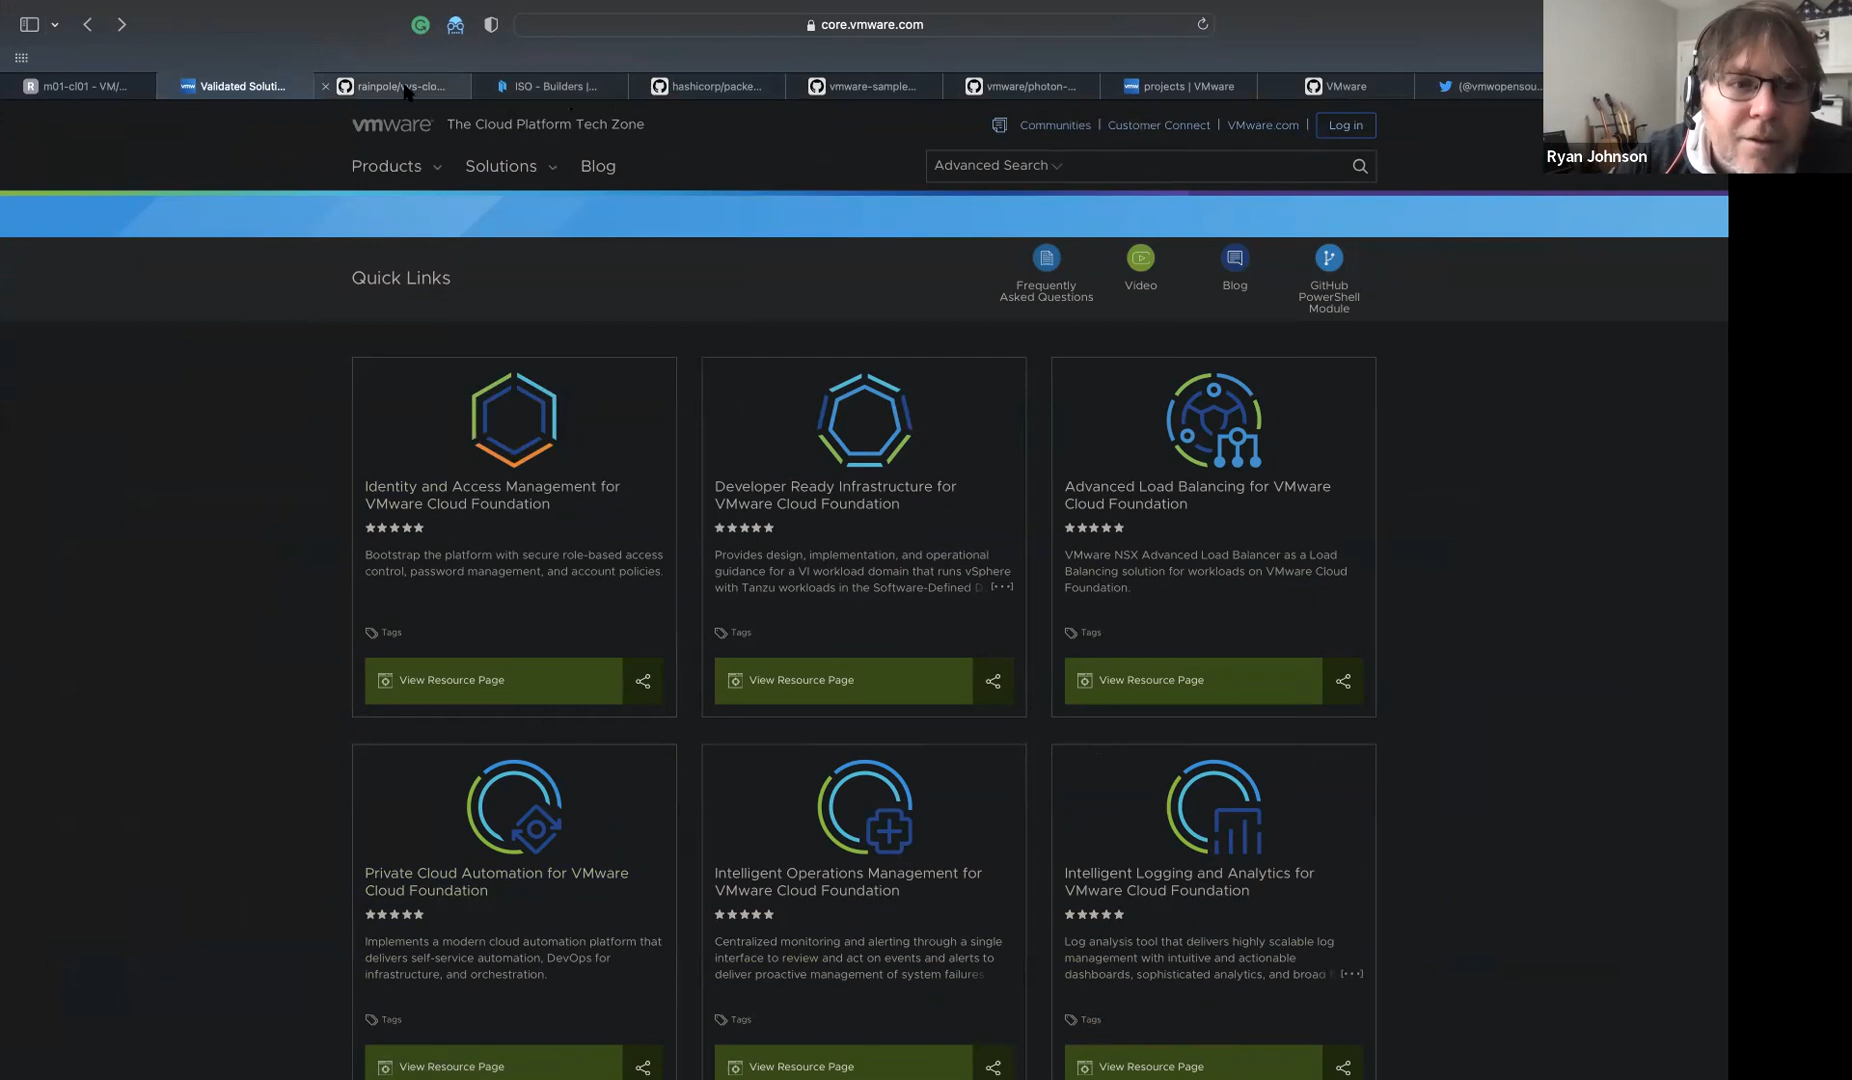 core.vmware.com
m01-cl01 - VM/...
vmw Validated Soluti...
rainpole/vvs-clo...
ISO - Builders |...
hashicorp/packe...
vmware-sample...
vmware/photon-...
vmw projects | VMware
VMware
(@vmwopensou...
Ryan Johnson
vmware The Cloud Platform Tech Zone
Communities | Customer Connect | VMware.com | Log in
Products Solutions Blog
Advanced Search
Quick Links
Frequently
Asked Questions
Video
Blog
GitHub
PowerShell
Module
Identity and Access Management for
VMware Cloud Foundation
Bootstrap the platform with secure role-based access
control, password management, and account policies.
Tags
View Resource Page
Developer Ready Infrastructure for
VMware Cloud Foundation
Provides design, implementation, and operational
guidance for a VI workload domain that runs vSphere
with Tanzu workloads in the Software-Defined D [...]
Tags
View Resource Page
Advanced Load Balancing for VMware
Cloud Foundation
VMware NSX Advanced Load Balancer as a Load
Balancing solution for workloads on VMware Cloud
Foundation.
Tags
View Resource Page
Private Cloud Automation for VMware
Cloud Foundation
Implements a modern cloud automation platform that
delivers self-service automation, DevOps for
infrastructure, and orchestration.
Tags
View Resource Page
Intelligent Operations Management for
VMware Cloud Foundation
Centralized monitoring and alerting through a single
interface to review and act on events and alerts to
deliver proactive management of system failures
Tags
View Resource Page
Intelligent Logging and Analytics for
VMware Cloud Foundation
Log analysis tool that delivers highly scalable log
management with intuitive and actionable
dashboards, sophisticated analytics, and broad [...]
Tags
View Resource Page